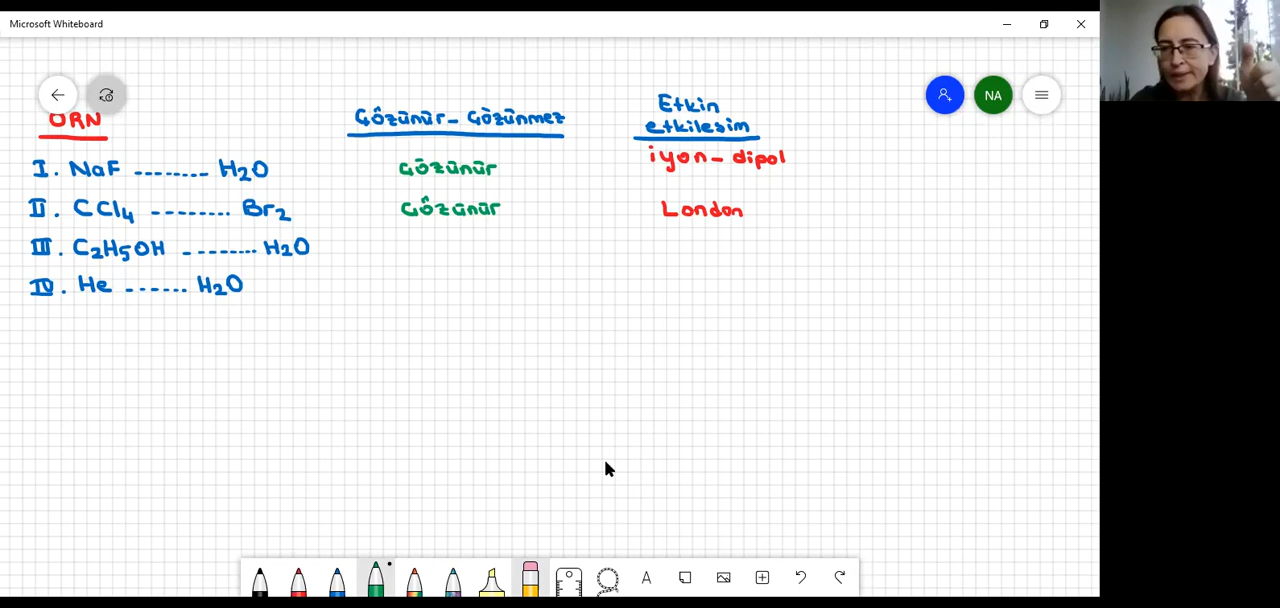 Microsoft Whiteboard
NA
ÖRN
Çözünür - Çözünmez
Etkin
etkileşim
I. NaF -------- H₂O
Çözünür
iyon - dipol
II. CCl₄ -------- Br₂
Çözünür
London
III. C₂H₅OH -------- H₂O
IV. He ------ H₂O
A